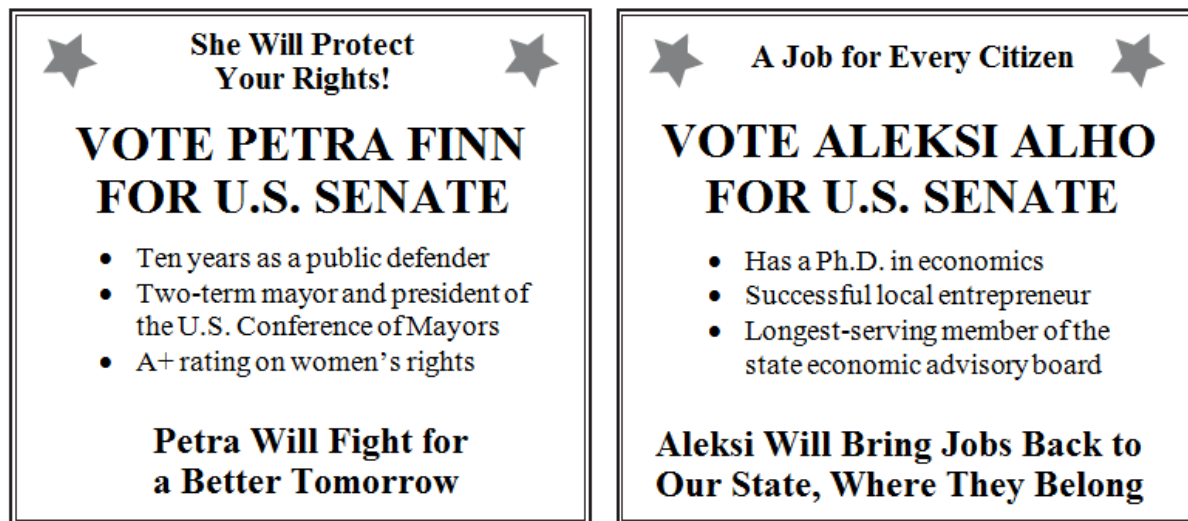 She Will Protect
Your Rights!
VOTE PETRA FINN
FOR U.S. SENATE
• Ten years as a public defender
• Two-term mayor and president of
the U.S. Conference of Mayors
• A+ rating on women's rights
Petra Will Fight for
a Better Tomorrow
A Job for Every Citizen
VOTE ALEKSI ALHO
FOR U.S. SENATE
• Has a Ph.D. in economics
• Successful local entrepreneur
• Longest-serving member of the
state economic advisory board
Aleksi Will Bring Jobs Back to
Our State, Where They Belong